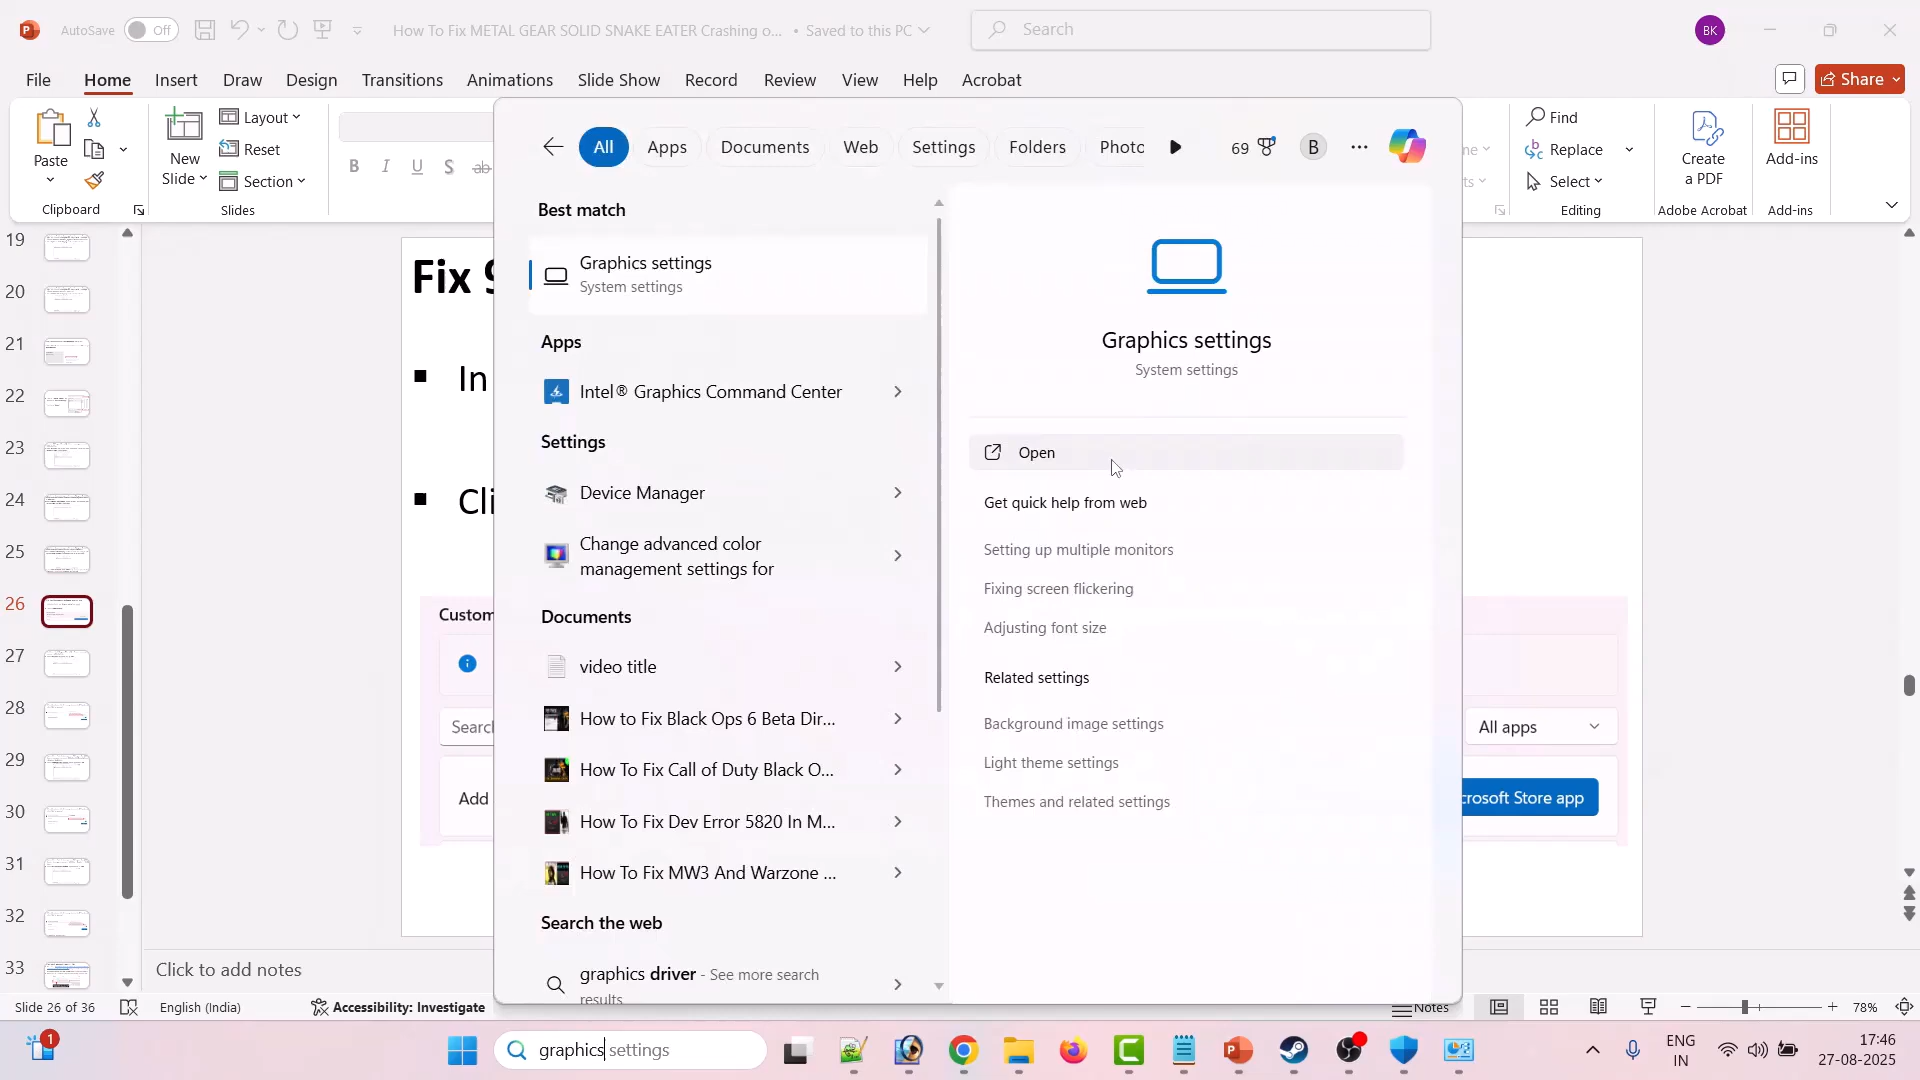 AutoSave
Off
How To Fix METAL GEAR SOLID SNAKE EATER Crashing o... • Saved to this PC
Search
BK
File
Home
Insert
Draw
Design
Transitions
Animations
Slide Show
Record
Review
View
Help
Acrobat
Share
Paste
Clipboard
New
Slide
Layout
Reset
Section
Slides
B
I
U
S
ab
Find
Replace
Select
Editing
Create
a PDF
Adobe Acrobat
Add-ins
Add-ins
All
Apps
Documents
Web
Settings
Folders
Photo
69
B
Best match
Graphics settings
System settings
Apps
Intel® Graphics Command Center
Settings
Device Manager
Change advanced color
management settings for
Documents
video title
How to Fix Black Ops 6 Beta Dir...
How To Fix Call of Duty Black O...
How To Fix Dev Error 5820 In M...
How To Fix MW3 And Warzone ...
Search the web
graphics driver - See more search
results
Graphics settings
System settings
Open
Get quick help from web
Setting up multiple monitors
Fixing screen flickering
Adjusting font size
Related settings
Background image settings
Light theme settings
Themes and related settings
19
20
21
22
23
24
25
26
27
28
29
30
31
32
33
Fix 9
In
Cli
Custom
Search
Add
All apps
crosoft Store app
Click to add notes
Slide 26 of 36
English (India)
Accessibility: Investigate
Notes
78%
1
graphics settings
ENG
IN
17:46
27-08-2025